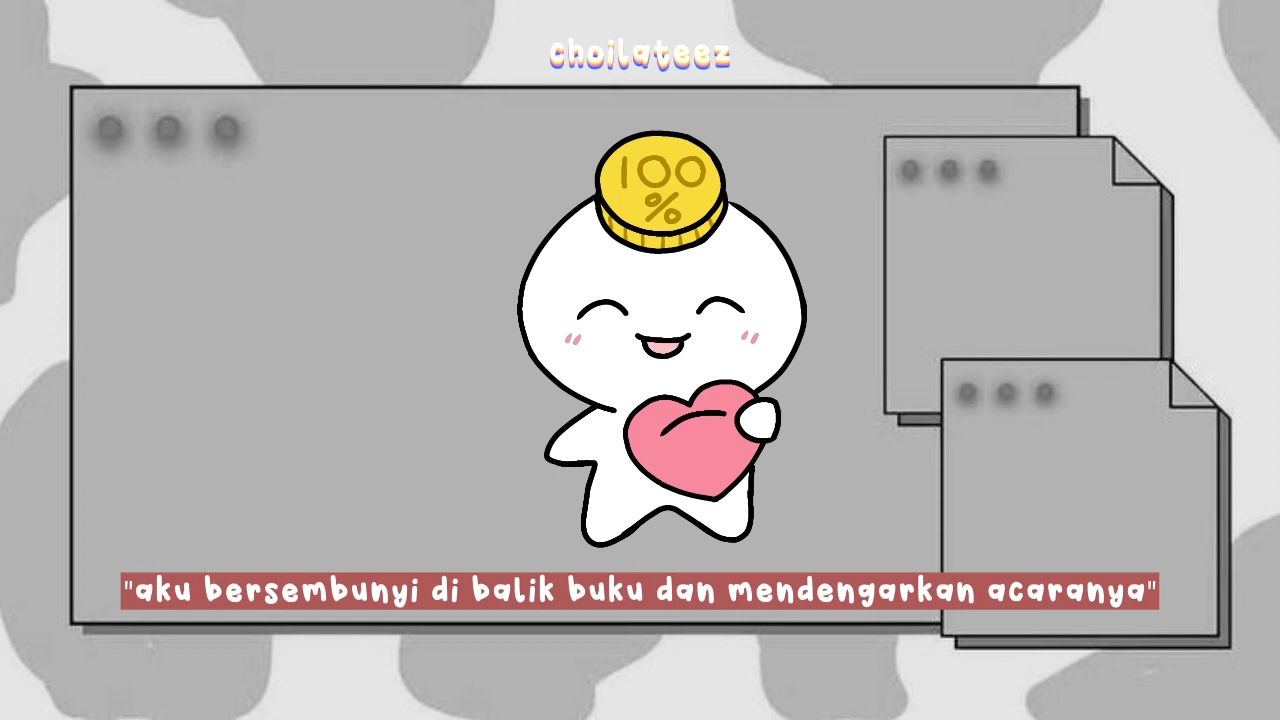 choilateez
100
%
"aku bersembunyi di balik buku dan mendengarkan acaranya"